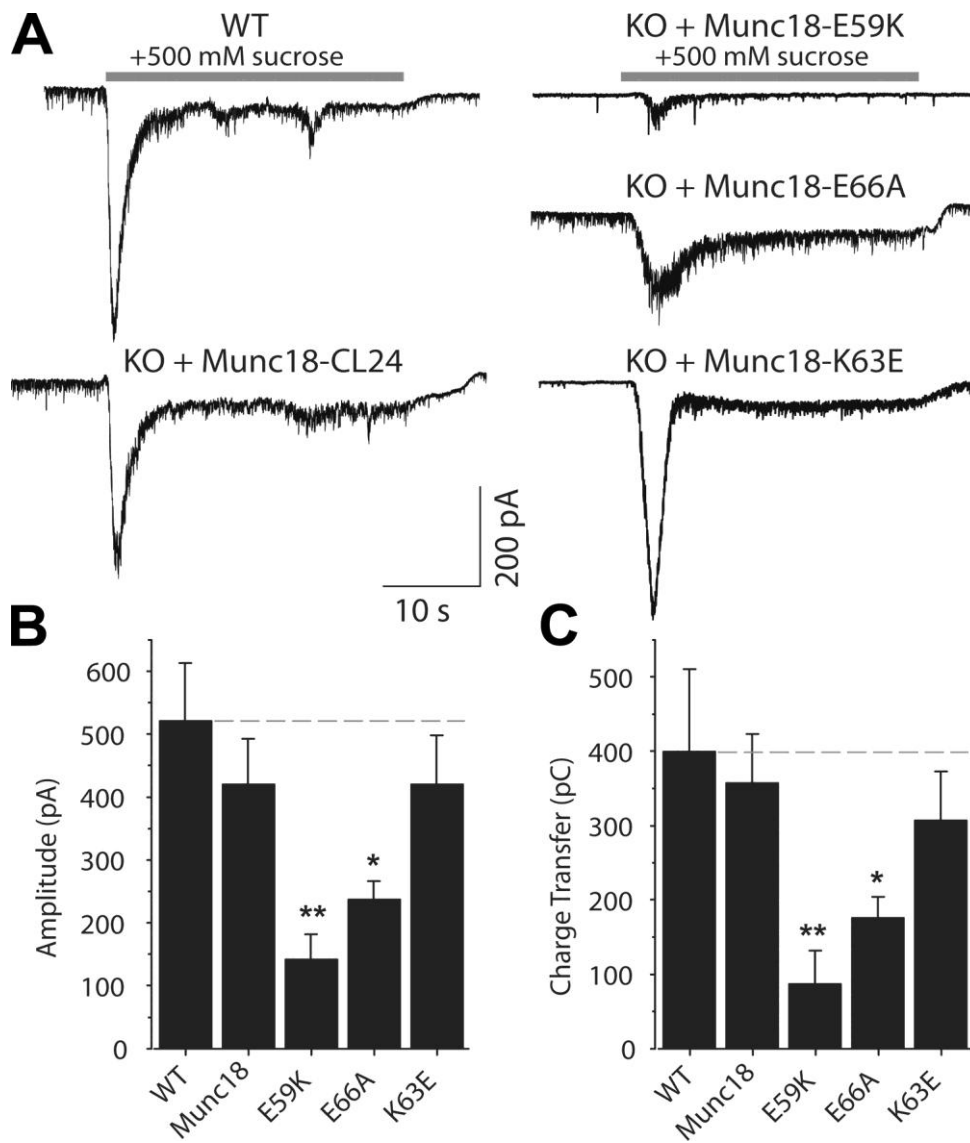 A
WT
+500 mM sucrose
KO + Munc18-E59K
+500 mM sucrose
KO + Munc18-E66A
KO + Munc18-CL24
KO + Munc18-K63E
200 pA
10 s
B
Amplitude (pA)
600
500
400
300
200
100
0
**
*
WT
Munc18
E59K
E66A
K63E
C
Charge Transfer (pC)
500
400
300
200
100
0
**
*
WT
Munc18
E59K
E66A
K63E